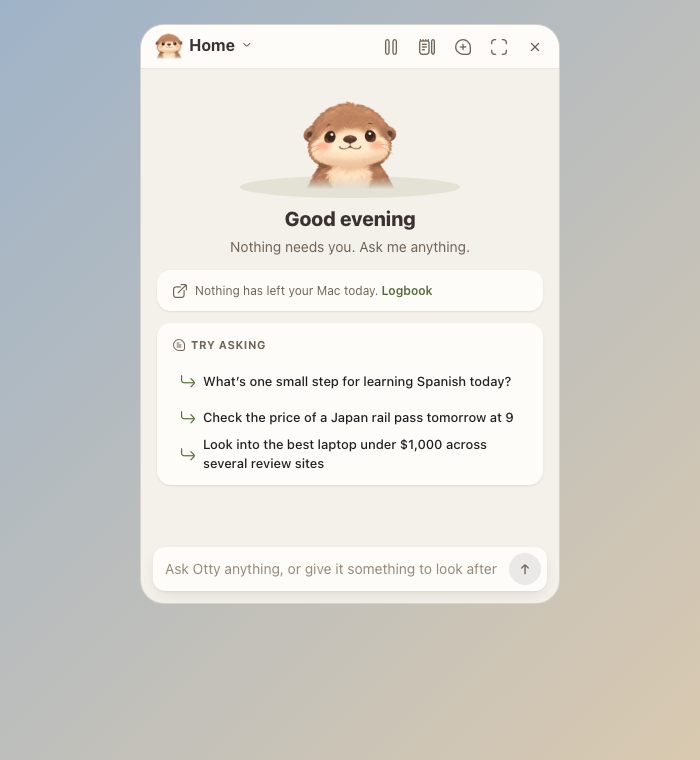 Home
Good evening
Nothing needs you. Ask me anything.
Nothing has left your Mac today. Logbook
TRY ASKING
What's one small step for learning Spanish today?
Check the price of a Japan rail pass tomorrow at 9
Look into the best laptop under $1,000 across
several review sites
Ask Otty anything, or give it something to look after